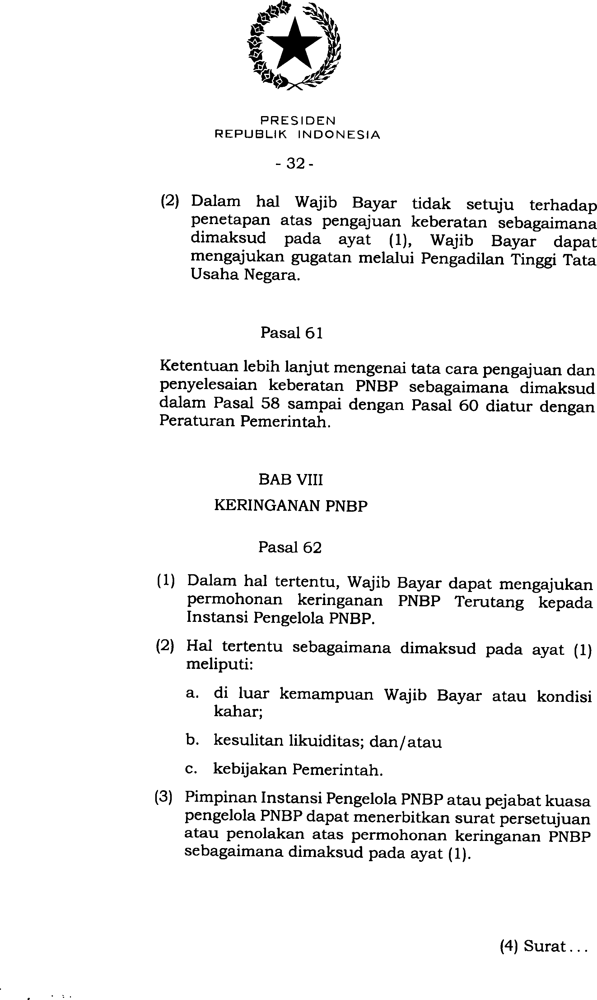 PRESIDEN
REPUBLIK INDONESIA
- 32 -
(2) Dalam hal Wajib Bayar tidak setuju terhadap
penetapan atas pengajuan keberatan sebagaimana
dimaksud pada ayat (1), Wajib Bayar dapat
mengajukan gugatan melalui Pengadilan Tinggi Tata
Usaha Negara.
Pasal 61
Ketentuan lebih lanjut mengenai tata cara pengajuan dan
penyelesaian keberatan PNBP sebagaimana dimaksud
dalam Pasal 58 sampai dengan Pasal 60 diatur dengan
Peraturan Pemerintah.
BAB VIII
KERINGANAN PNBP
Pasal 62
(1) Dalam hal tertentu, Wajib Bayar dapat mengajukan
permohonan keringanan PNBP Terutang kepada
Instansi Pengelola PNBP.
(2) Hal tertentu sebagaimana dimaksud pada ayat (1)
meliputi:
a. di luar kemampuan Wajib Bayar atau kondisi
kahar;
b. kesulitan likuiditas; dan/atau
c. kebijakan Pemerintah.
(3) Pimpinan Instansi Pengelola PNBP atau pejabat kuasa
pengelola PNBP dapat menerbitkan surat persetujuan
atau penolakan atas permohonan keringanan PNBP
sebagaimana dimaksud pada ayat (1).
(4) Surat . . .